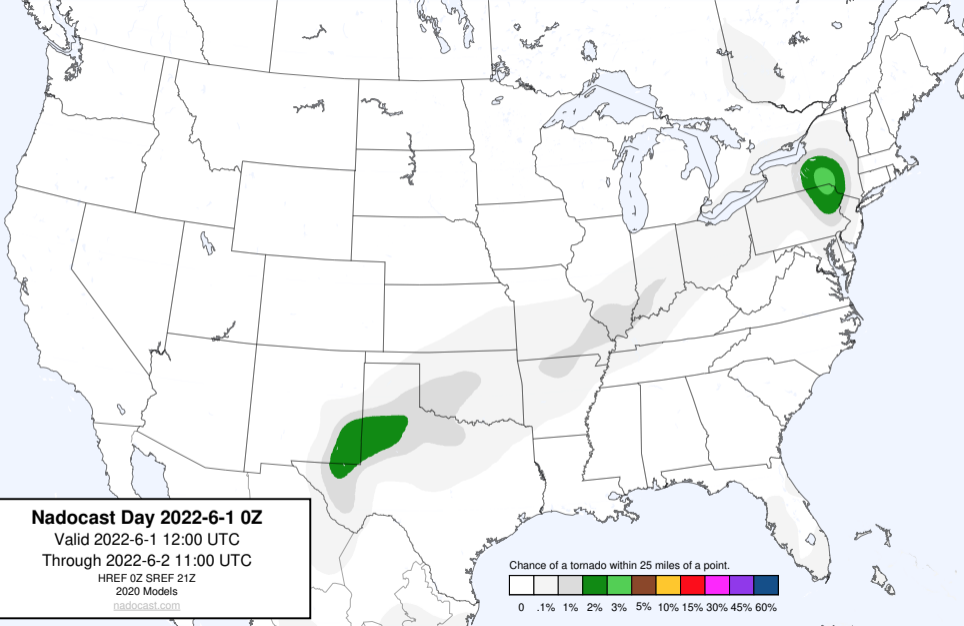 Nadocast Day 2022-6-1 0Z
Valid 2022-6-1 12:00 UTC
Through 2022-6-2 11:00 UTC
HREF 0Z SREF 21Z
2020 Models
nadocast.com
Chance of a tornado within 25 miles of a point.
0 .1% 1% 2% 3% 5% 10% 15% 30% 45% 60%